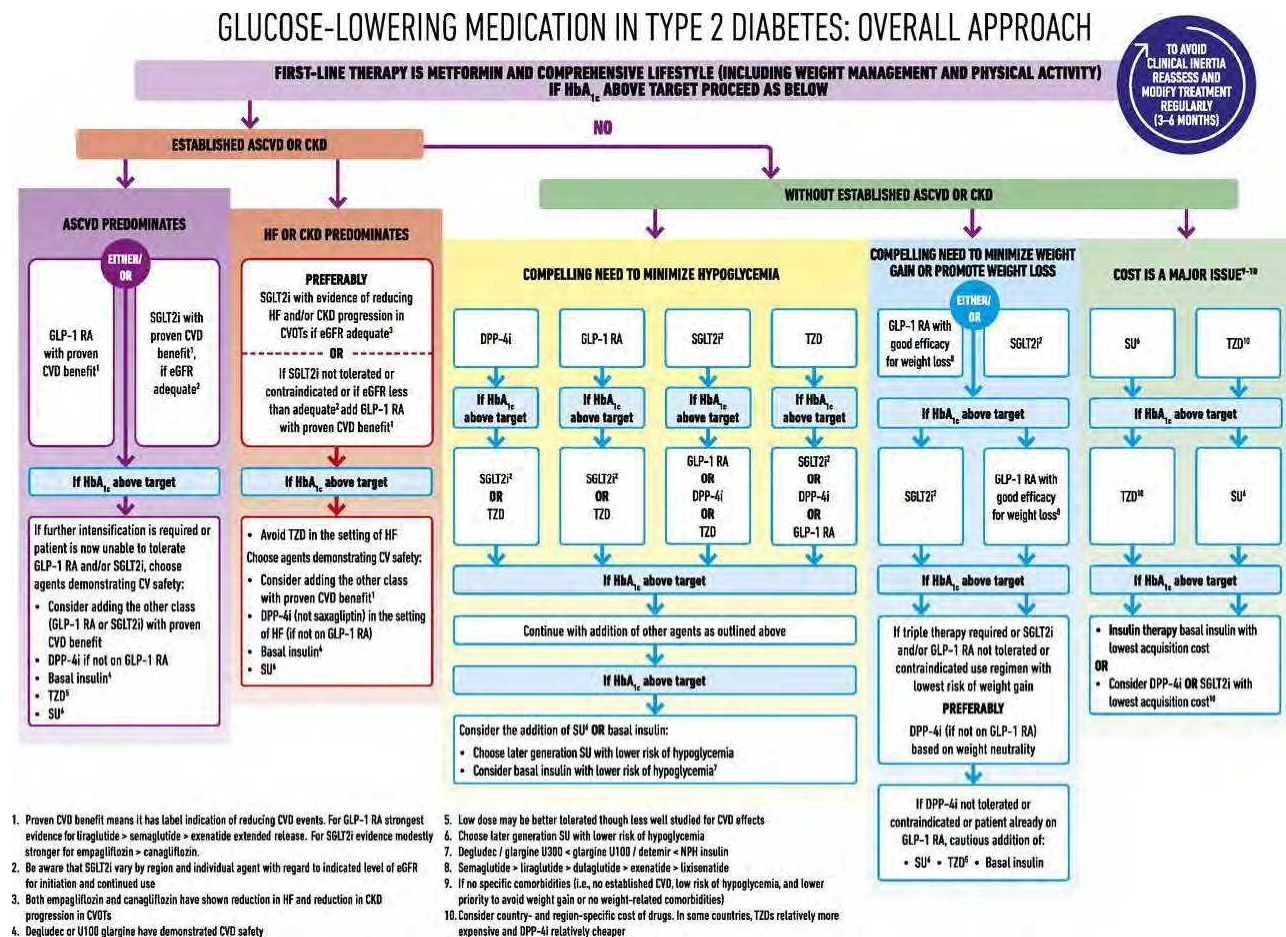 GLUCOSE-LOWERING MEDICATION IN TYPE 2 DIABETES: OVERALL APPROACH
FIRST-LINE THERAPY IS METFORMIN AND COMPREHENSIVE LIFESTYLE (INCLUDING WEIGHT MANAGEMENT AND PHYSICAL ACTIVITY)
IF HbA1c ABOVE TARGET PROCEED AS BELOW
TO AVOID
CLINICAL INERTIA
REASSESS AND
MODIFY TREATMENT
REGULARLY
(3–6 MONTHS)
NO
ESTABLISHED ASCVD OR CKD
WITHOUT ESTABLISHED ASCVD OR CKD
ASCVD PREDOMINATES
EITHER/
OR
GLP-1 RA
with proven
CVD benefit¹
SGLT2i with
proven CVD
benefit¹,
if eGFR
adequate²
If HbA1c above target
If further intensification is required or
patient is now unable to tolerate
GLP-1 RA and/or SGLT2i, choose
agents demonstrating CV safety:
• Consider adding the other class
(GLP-1 RA or SGLT2i) with proven
CVD benefit
• DPP-4i if not on GLP-1 RA
• Basal insulin⁴
• TZD⁵
• SU⁶
HF OR CKD PREDOMINATES
PREFERABLY
SGLT2i with evidence of reducing
HF and/or CKD progression in
CVOTs if eGFR adequate³
OR
If SGLT2i not tolerated or
contraindicated or if eGFR less
than adequate² add GLP-1 RA
with proven CVD benefit¹
If HbA1c above target
• Avoid TZD in the setting of HF
Choose agents demonstrating CV safety:
• Consider adding the other class
with proven CVD benefit¹
• DPP-4i (not saxagliptin) in the setting
of HF (if not on GLP-1 RA)
• Basal insulin⁴
• SU⁶
COMPELLING NEED TO MINIMIZE HYPOGLYCEMIA
DPP-4i
GLP-1 RA
SGLT2i²
TZD
If HbA1c
above target
If HbA1c
above target
If HbA1c
above target
If HbA1c
above target
SGLT2i²
OR
TZD
SGLT2i²
OR
TZD
GLP-1 RA
OR
DPP-4i
OR
TZD
SGLT2i²
OR
DPP-4i
OR
GLP-1 RA
If HbA1c above target
Continue with addition of other agents as outlined above
If HbA1c above target
Consider the addition of SU⁶ OR basal insulin:
• Choose later generation SU with lower risk of hypoglycemia
• Consider basal insulin with lower risk of hypoglycemia⁷
COMPELLING NEED TO MINIMIZE WEIGHT
GAIN OR PROMOTE WEIGHT LOSS
EITHER/
OR
GLP-1 RA with
good efficacy
for weight loss⁸
SGLT2i²
If HbA1c above target
SGLT2i²
GLP-1 RA with
good efficacy
for weight loss⁸
If HbA1c above target
If triple therapy required or SGLT2i
and/or GLP-1 RA not tolerated or
contraindicated use regimen with
lowest risk of weight gain
PREFERABLY
DPP-4i (if not on GLP-1 RA)
based on weight neutrality
If DPP-4i not tolerated or
contraindicated or patient already on
GLP-1 RA, cautious addition of:
• SU⁶ • TZD⁵ • Basal insulin
COST IS A MAJOR ISSUE⁹⁻¹⁰
SU⁶
TZD¹⁰
If HbA1c above target
TZD¹⁰
SU⁶
If HbA1c above target
• Insulin therapy basal insulin with
lowest acquisition cost
OR
• Consider DPP-4i OR SGLT2i with
lowest acquisition cost¹⁰
1. Proven CVD benefit means it has label indication of reducing CVD events. For GLP-1 RA strongest
evidence for liraglutide > semaglutide > exenatide extended release. For SGLT2i evidence modestly
stronger for empagliflozin > canagliflozin.
2. Be aware that SGLT2i vary by region and individual agent with regard to indicated level of eGFR
for initiation and continued use
3. Both empagliflozin and canagliflozin have shown reduction in HF and reduction in CKD
progression in CVOTs
4. Degludec or U100 glargine have demonstrated CVD safety
5. Low dose may be better tolerated though less well studied for CVD effects
6. Choose later generation SU with lower risk of hypoglycemia
7. Degludec / glargine U300 < glargine U100 / detemir < NPH insulin
8. Semaglutide > liraglutide > dulaglutide > exenatide > lixisenatide
9. If no specific comorbidities (i.e., no established CVD, low risk of hypoglycemia, and lower
priority to avoid weight gain or no weight-related comorbidities)
10. Consider country- and region-specific cost of drugs. In some countries, TZDs relatively more
expensive and DPP-4i relatively cheaper